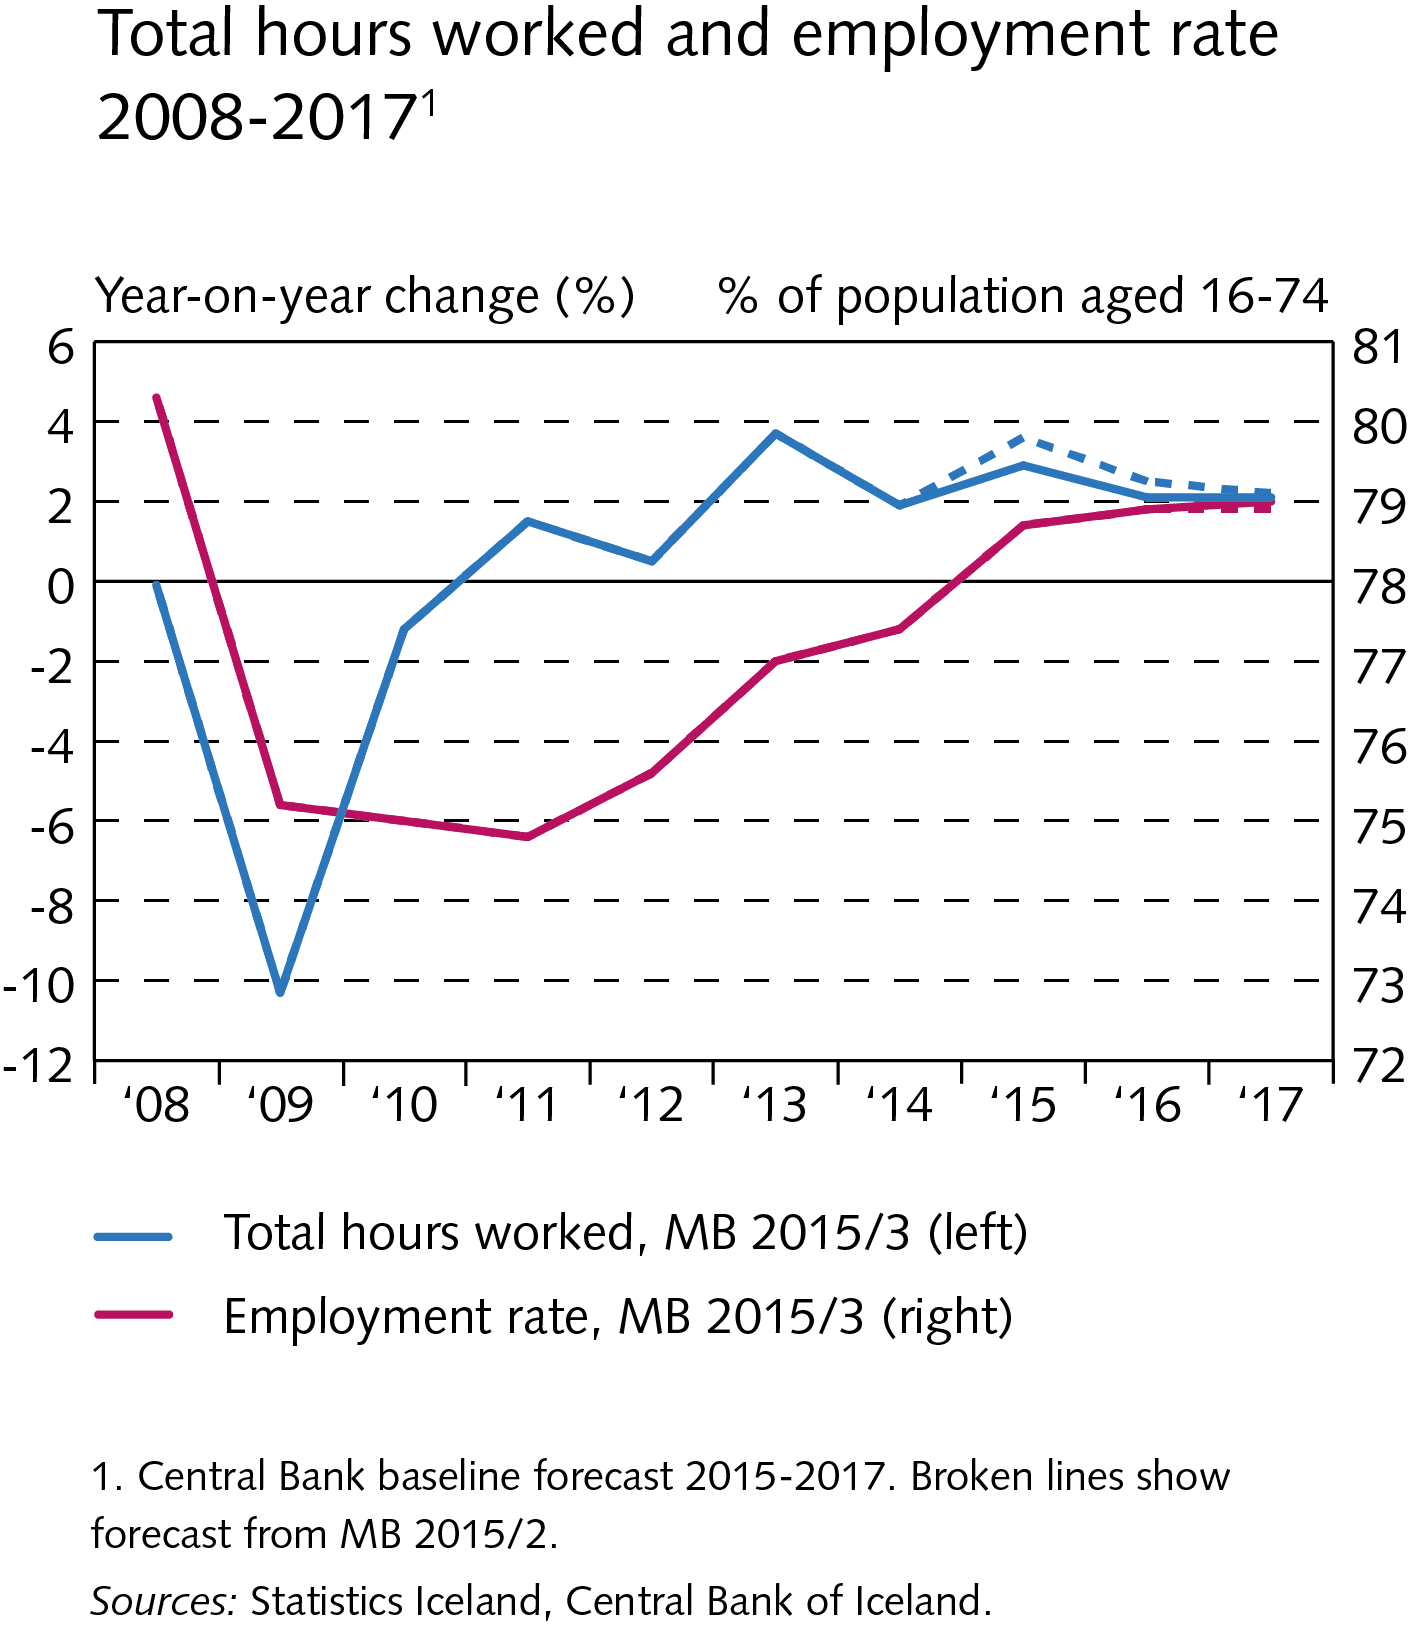 Total hours worked and employment rate
2008-2017¹
Year-on-year change (%) % of population aged 16-74
6 81
4 80
2 79
0 78
-2 77
-4 76
-6 75
-8 74
-10 73
-12 72
‘08 ‘09 ‘10 ‘11 ‘12 ‘13 ‘14 ‘15 ‘16 ‘17
Total hours worked, MB 2015/3 (left)
Employment rate, MB 2015/3 (right)
1. Central Bank baseline forecast 2015-2017. Broken lines show
forecast from MB 2015/2.
Sources: Statistics Iceland, Central Bank of Iceland.